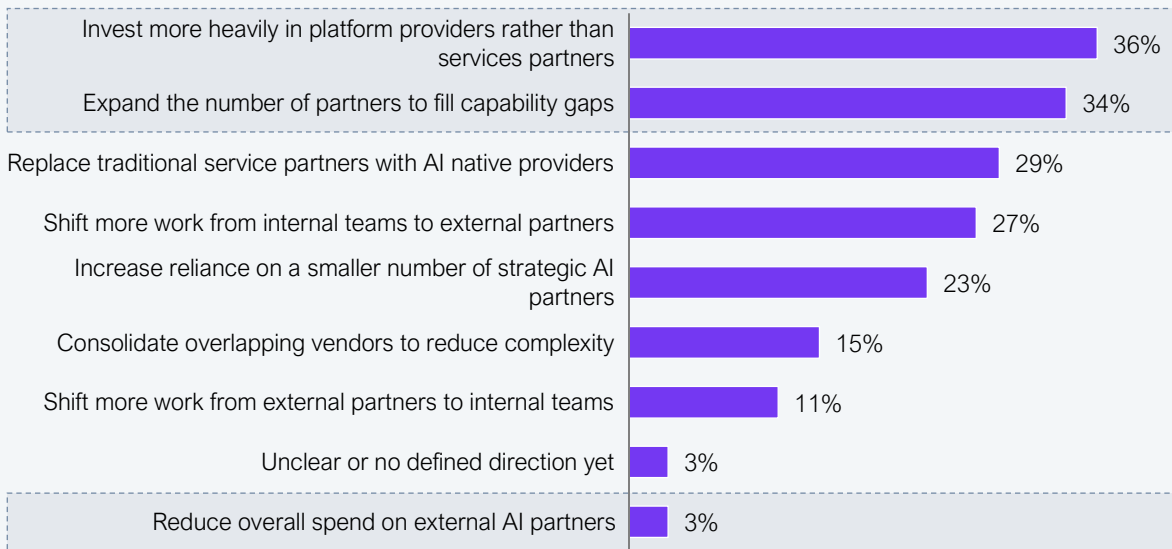 Invest more heavily in platform providers rather than
services partners
36%
Expand the number of partners to fill capability gaps
34%
Replace traditional service partners with AI native providers
29%
Shift more work from internal teams to external partners
27%
Increase reliance on a smaller number of strategic AI
partners
23%
Consolidate overlapping vendors to reduce complexity
15%
Shift more work from external partners to internal teams
11%
Unclear or no defined direction yet
3%
Reduce overall spend on external AI partners
3%